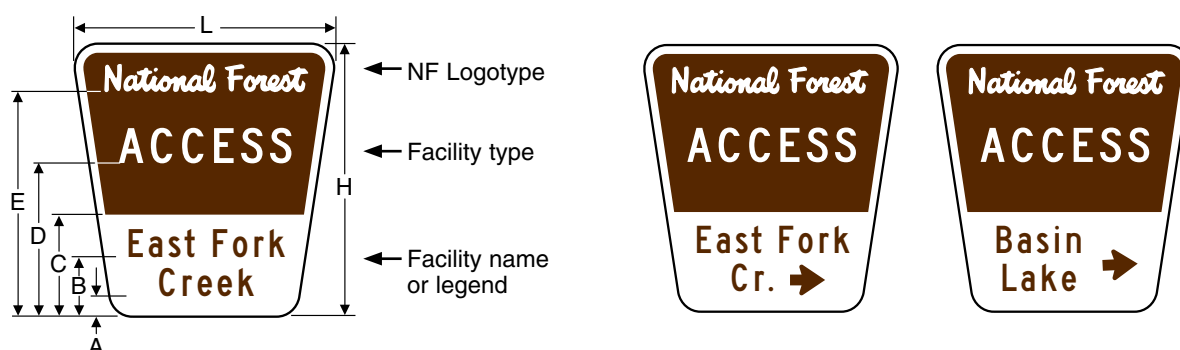 L
National Forest
ACCESS
East Fork
Creek
E
D
C
B
A
H
NF Logotype
Facility type
Facility name
or legend
National Forest
ACCESS
East Fork
Cr.
National Forest
ACCESS
Basin
Lake